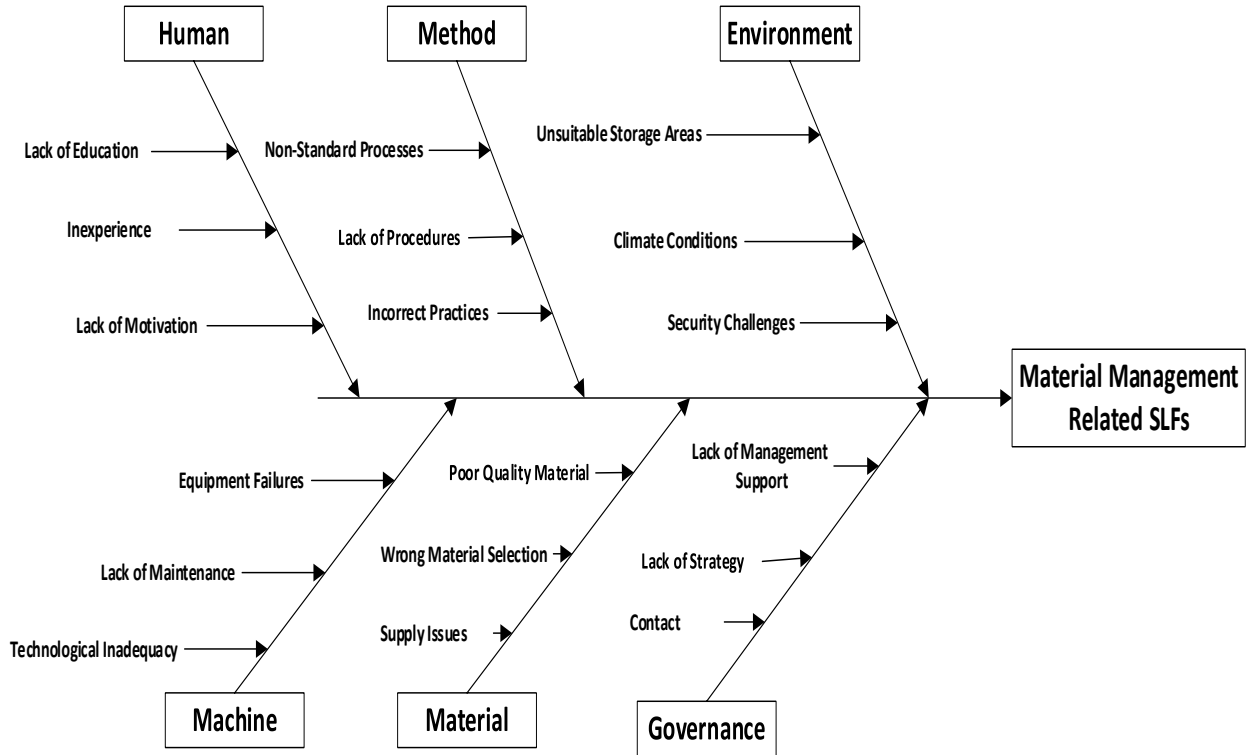 Human
Method
Environment
Unsuitable Storage Areas
Lack of Education
Non-Standard Processes
Inexperience
Lack of Procedures
Climate Conditions
Lack of Motivation
Incorrect Practices
Security Challenges
Material Management
Related SLFs
Equipment Failures
Poor Quality Material
Lack of Management
Support
Lack of Maintenance
Wrong Material Selection
Lack of Strategy
Technological Inadequacy
Supply Issues
Contact
Machine
Material
Governance